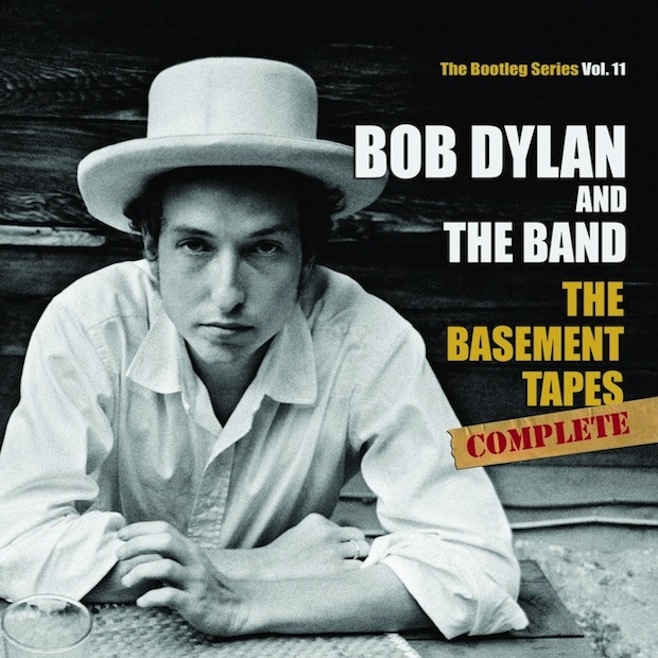 The Bootleg Series Vol. 11
BOB DYLAN
AND
THE BAND
THE
BASEMENT
TAPES
COMPLETE